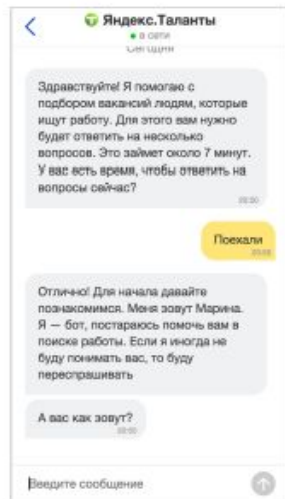 Яндекс.Таланты
в сети
Сегодня
Здравствуйте! Я помогаю с
подбором вакансий людям, которые
ищут работу. Для этого вам нужно
будет ответить на несколько
вопросов. Это займет около 7 минут.
У вас есть время, чтобы ответить на
вопросы сейчас?
Поехали
Отлично! Для начала давайте
познакомимся. Меня зовут Марина.
Я — бот, постараюсь помочь вам в
поиске работы. Если я иногда не
буду понимать вас, то буду
переспрашивать
А вас как зовут?
Введите сообщение